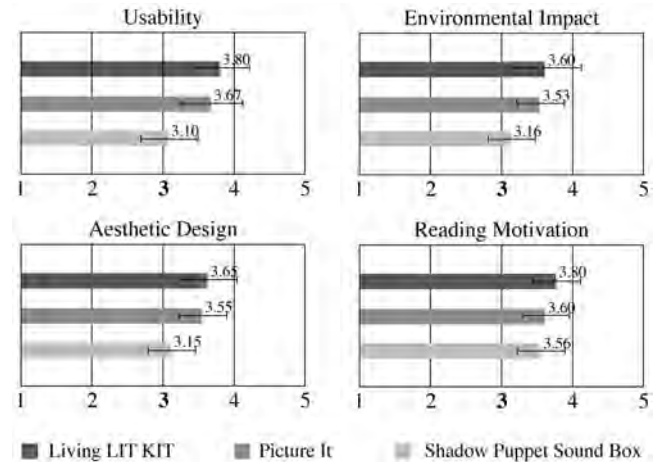 Usability
3.80
3.67
3.10
1 2 3 4 5
Environmental Impact
3.60
3.53
3.16
1 2 3 4 5
Aesthetic Design
3.65
3.55
3.15
1 2 3 4 5
Reading Motivation
3.80
3.60
3.56
1 2 3 4 5
Living LIT KIT Picture It Shadow Puppet Sound Box